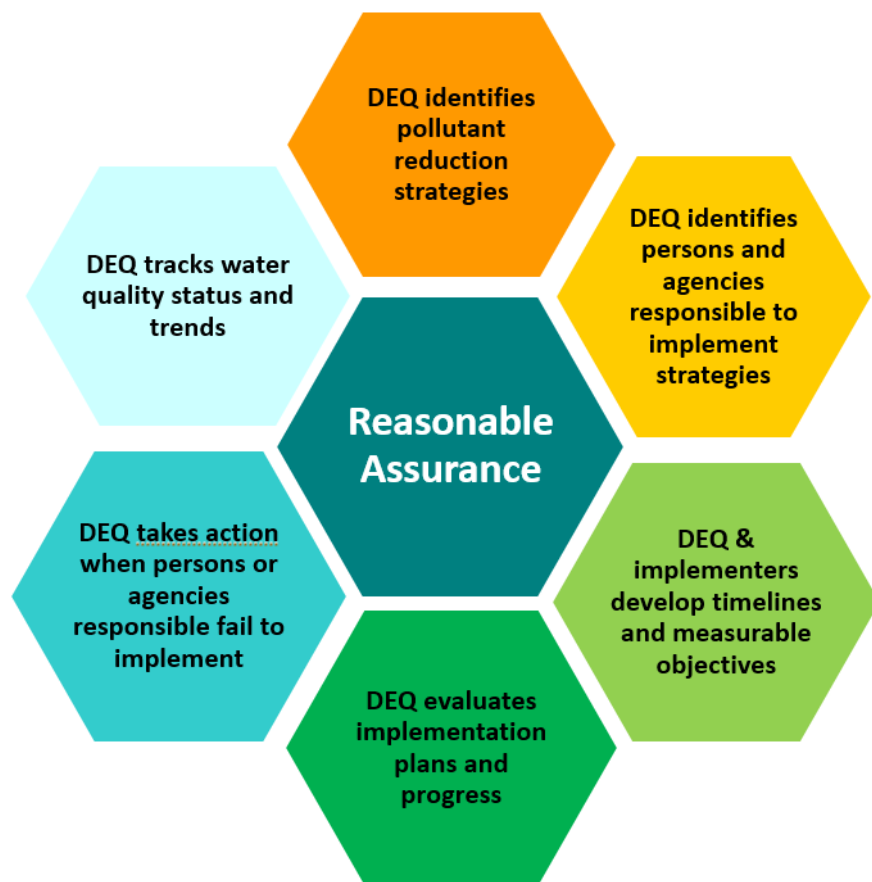 DEQ identifies
pollutant
reduction
strategies
DEQ identifies
persons and
agencies
responsible to
implement
strategies
DEQ &
implementers
develop timelines
and measurable
objectives
DEQ evaluates
implementation
plans and
progress
DEQ takes action
when persons or
agencies
responsible fail to
implement
DEQ tracks water
quality status and
trends
Reasonable
Assurance